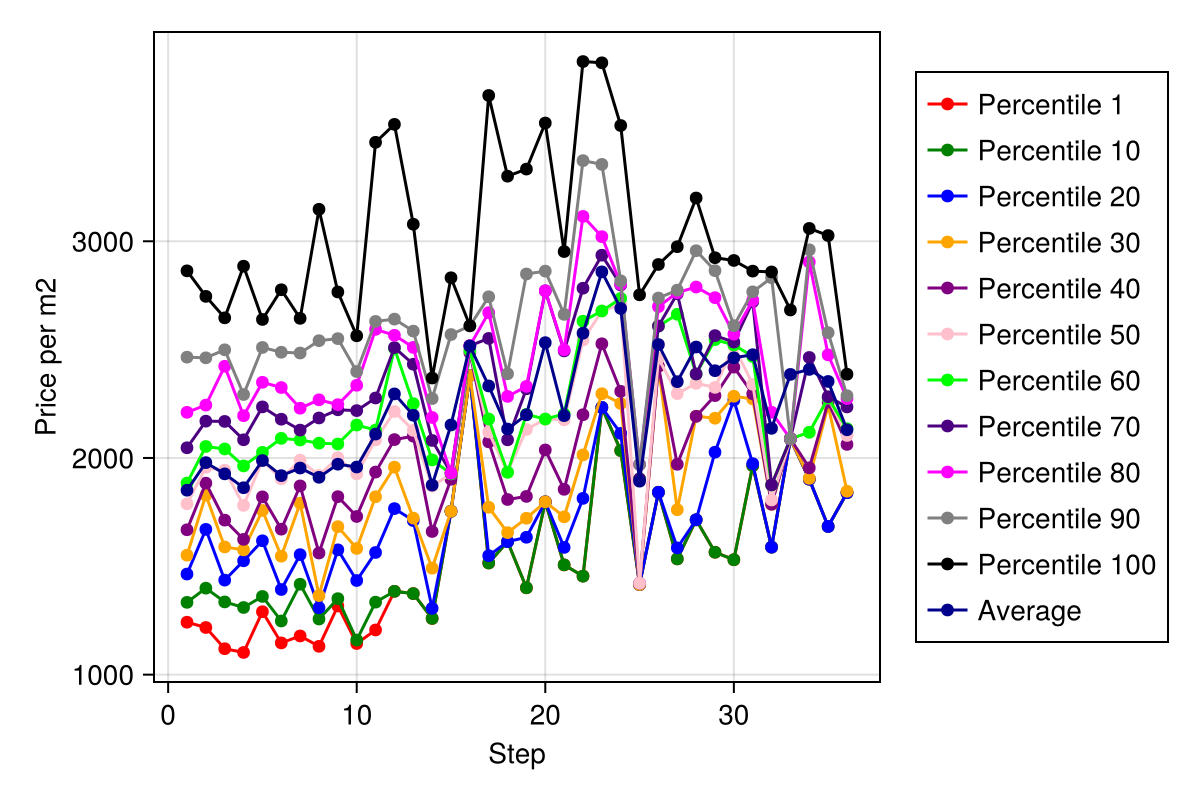 3000
2000
1000
Price per m2
0 10 20 30
Step
Percentile 1
Percentile 10
Percentile 20
Percentile 30
Percentile 40
Percentile 50
Percentile 60
Percentile 70
Percentile 80
Percentile 90
Percentile 100
Average